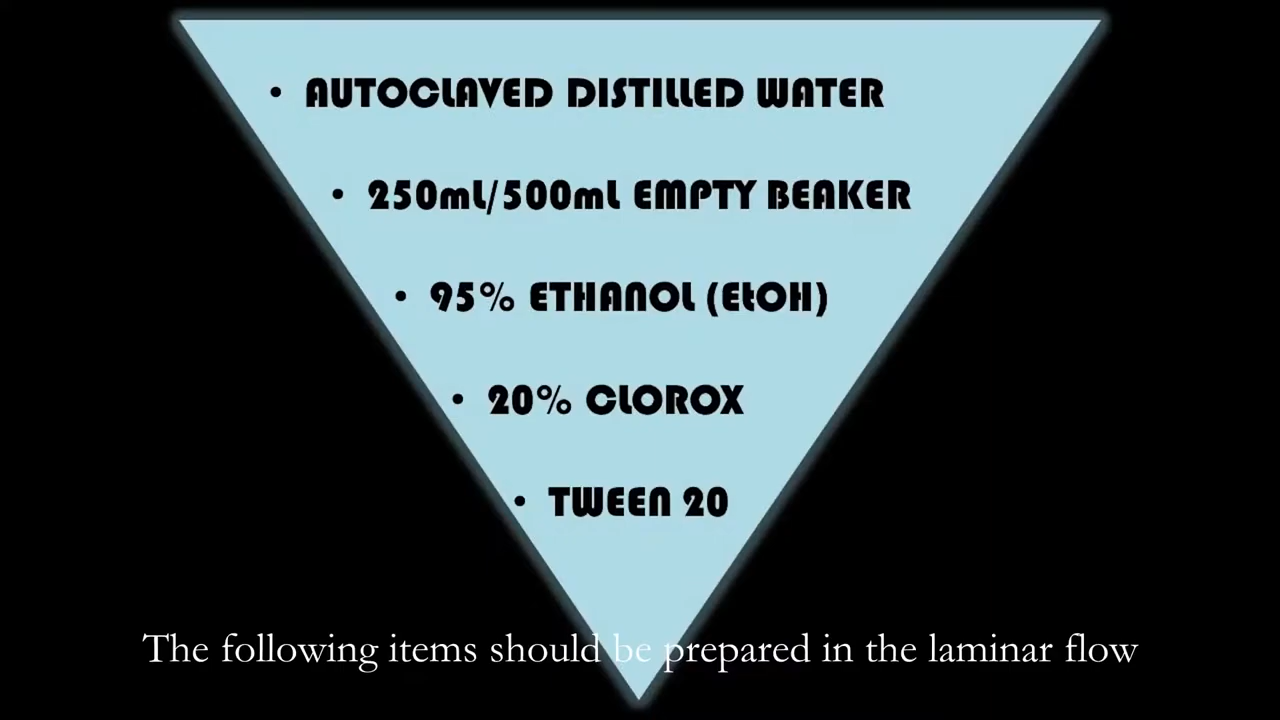 • AUTOCLAVED DISTILLED WATER
• 250mL/500mL EMPTY BEAKER
• 95% ETHANOL (EtOH)
• 20% CLOROX
• TWEEN 20
The following items should be prepared in the laminar flow